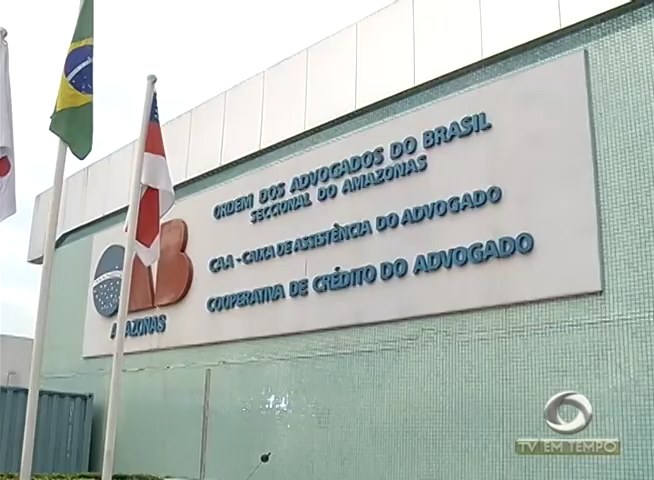 ORDEM DOS ADVOGADOS DO BRASIL
SECCIONAL DO AMAZONAS
CAA - CAIXA DE ASSISTÊNCIA DO ADVOGADO
COOPERATIVA DE CRÉDITO DO ADVOGADO
OAB
AMAZONAS
TV EM TEMPO